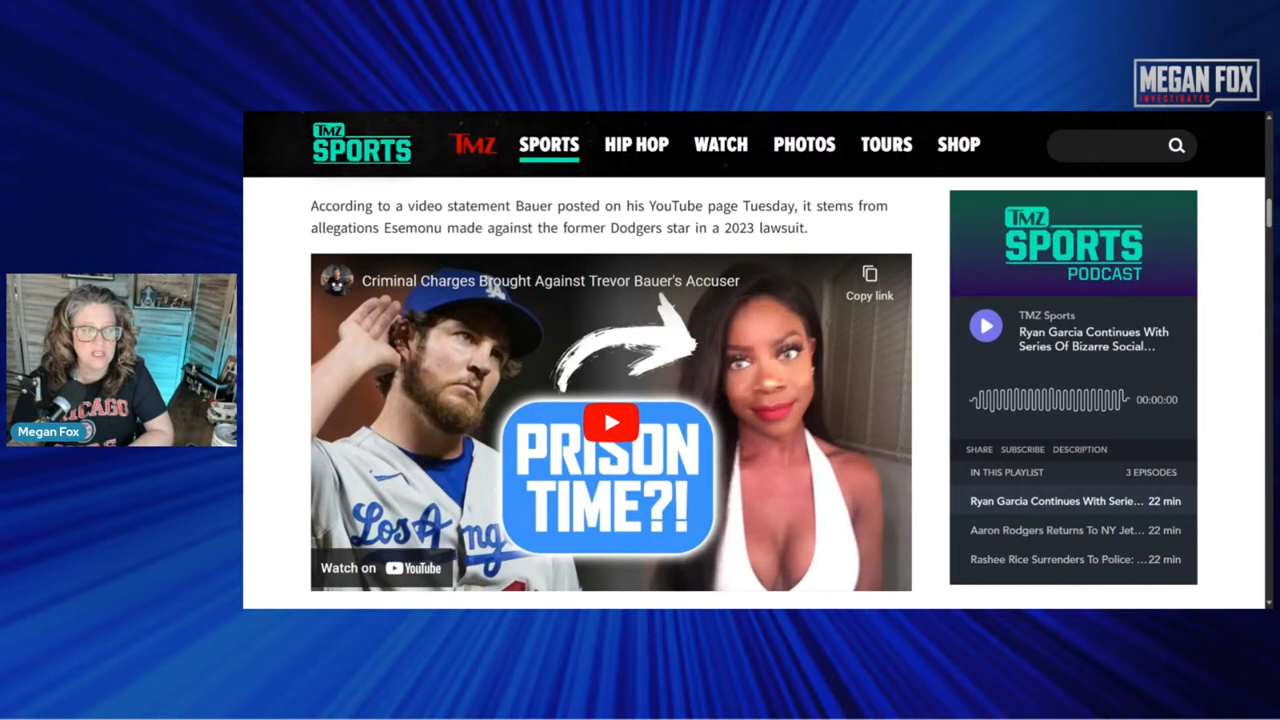 MEGAN FOX
INVESTIGATES
TMZ
SPORTS
TMZ
SPORTS
HIP HOP
WATCH
PHOTOS
TOURS
SHOP
According to a video statement Bauer posted on his YouTube page Tuesday, it stems from
allegations Esemonu made against the former Dodgers star in a 2023 lawsuit.
Criminal Charges Brought Against Trevor Bauer's Accuser
Copy link
LA
PRISON
TIME?!
Los Ang
Watch on YouTube
TMZ
SPORTS
PODCAST
TMZ Sports
Ryan Garcia Continues With
Series Of Bizarre Social...
00:00:00
SHARE SUBSCRIBE DESCRIPTION
IN THIS PLAYLIST 3 EPISODES
Ryan Garcia Continues With Serie... 22 min
Aaron Rodgers Returns To NY Jet... 22 min
Rashee Rice Surrenders To Police: ... 22 min
CHICAGO
Megan Fox